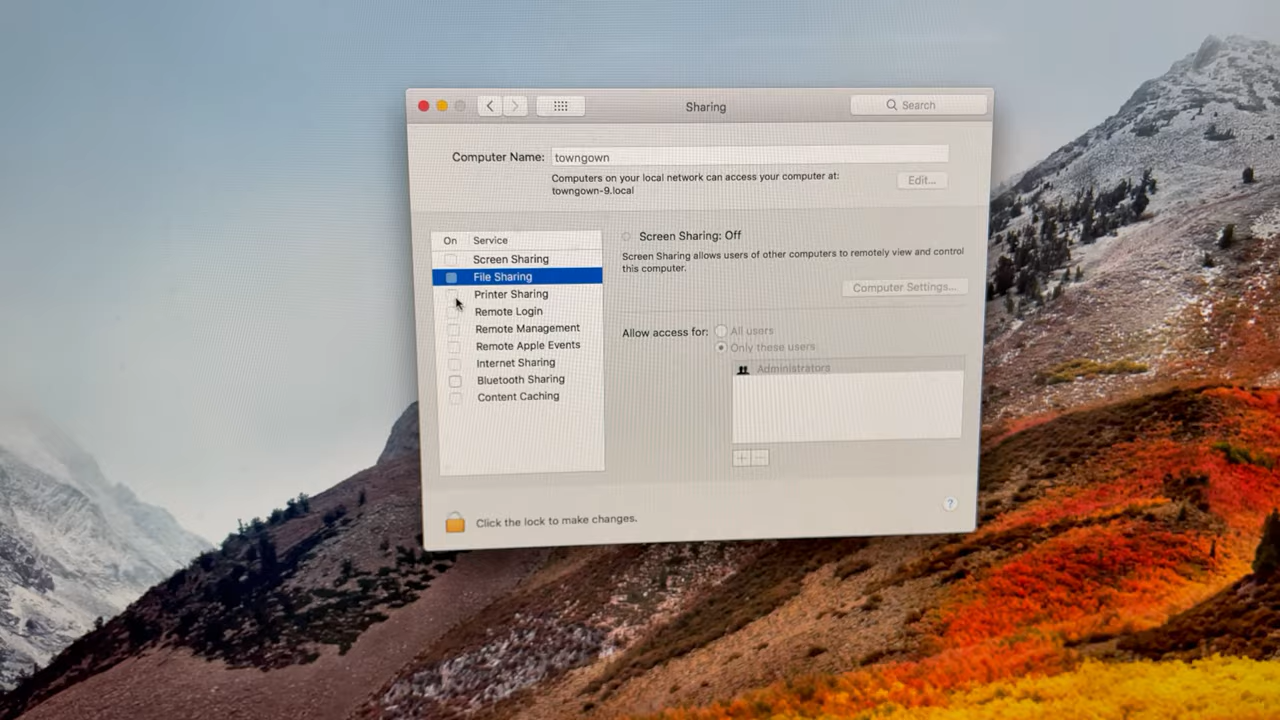 Sharing
Search
Computer Name: towngown
Computers on your local network can access your computer at:
towngown-9.local
Edit...
On Service
Screen Sharing
File Sharing
Printer Sharing
Remote Login
Remote Management
Remote Apple Events
Internet Sharing
Bluetooth Sharing
Content Caching
Screen Sharing: Off
Screen Sharing allows users of other computers to remotely view and control
this computer.
Computer Settings...
Allow access for: All users
Only these users
Administrators
+ −
Click the lock to make changes.
?